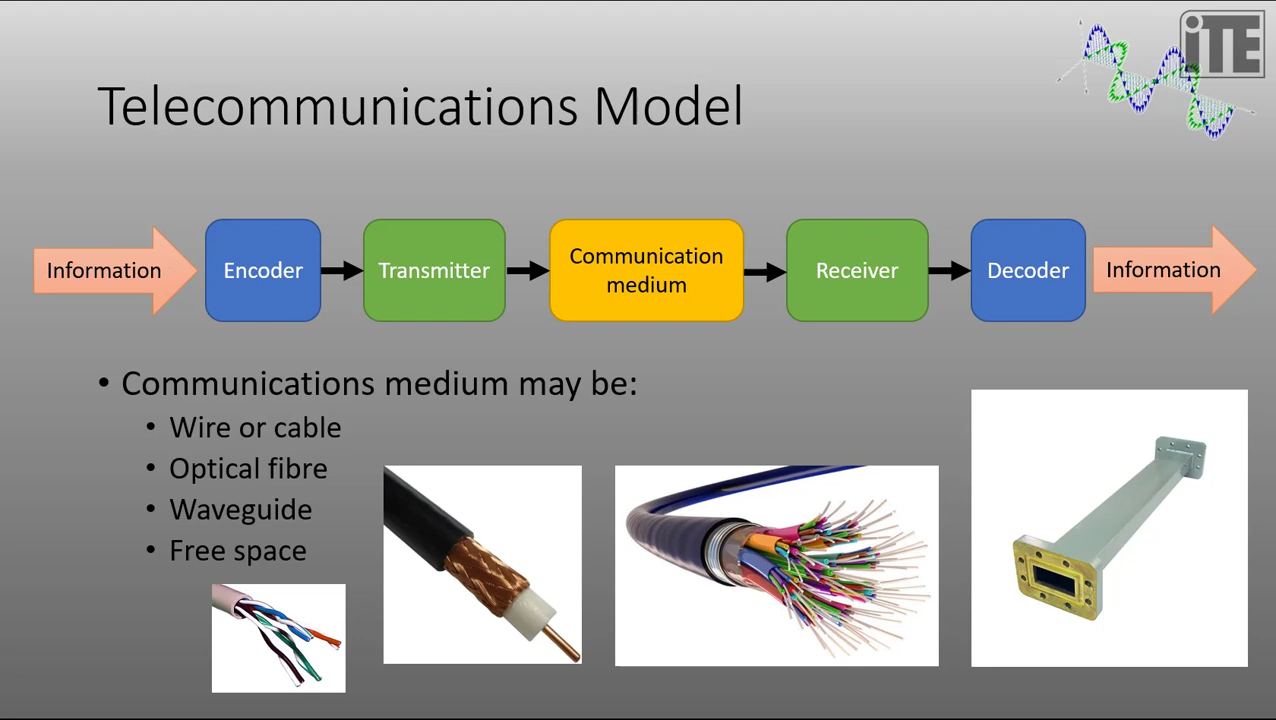 iTE
Telecommunications Model
Information
Encoder
Transmitter
Communication
medium
Receiver
Decoder
Information
• Communications medium may be:
• Wire or cable
• Optical fibre
• Waveguide
• Free space